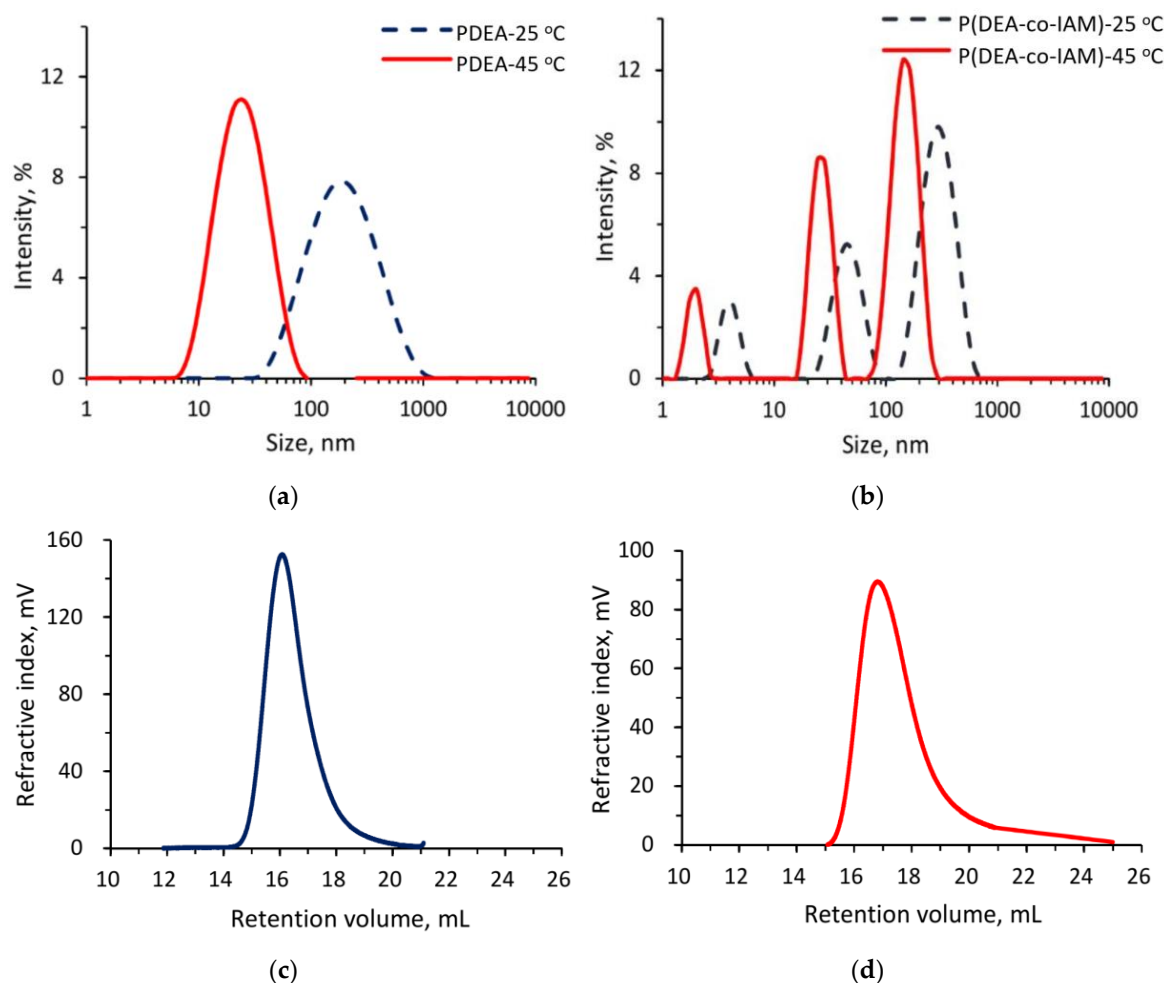 PDEA-25 °C
PDEA-45 °C
12
8
4
0
Intensity, %
1 10 100 1000 10000
Size, nm
(a)
P(DEA-co-IAM)-25 °C
P(DEA-co-IAM)-45 °C
12
8
4
0
Intensity, %
1 10 100 1000 10000
Size, nm
(b)
160
120
80
40
0
Refractive index, mV
10 12 14 16 18 20 22 24 26
Retention volume, mL
(c)
100
80
60
40
20
0
Refractive index, mV
10 12 14 16 18 20 22 24 26
Retention volume, mL
(d)